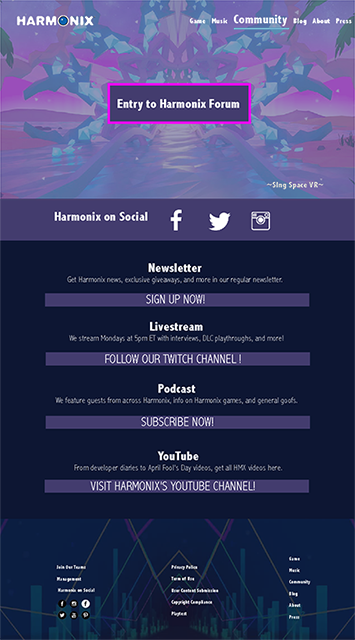 HARMONIX
Game Music Community Blog About Press
Entry to Harmonix Forum
~SIng Space VR~
Harmonix on Social
Newsletter
Get Harmonix news, exclusive giveaways, and more in our regular newsletter.
SIGN UP NOW!
Livestream
We stream Mondays at 5pm ET with interviews, DLC playthroughs, and more!
FOLLOW OUR TWITCH CHANNEL !
Podcast
We feature guests from across Harmonix, info on Harmonix games, and general goofs.
SUBSCRIBE NOW!
YouTube
From developer diaries to April Fool's Day videos, get all HMX videos here.
VISIT HARMONIX'S YOUTUBE CHANNEL!
Join Our Teams
Management
Harmonix on Social
Privacy Policy
Term of Use
User Content Submission
Copyright Compliance
Playtest
Game
Music
Community
Blog
About
Press